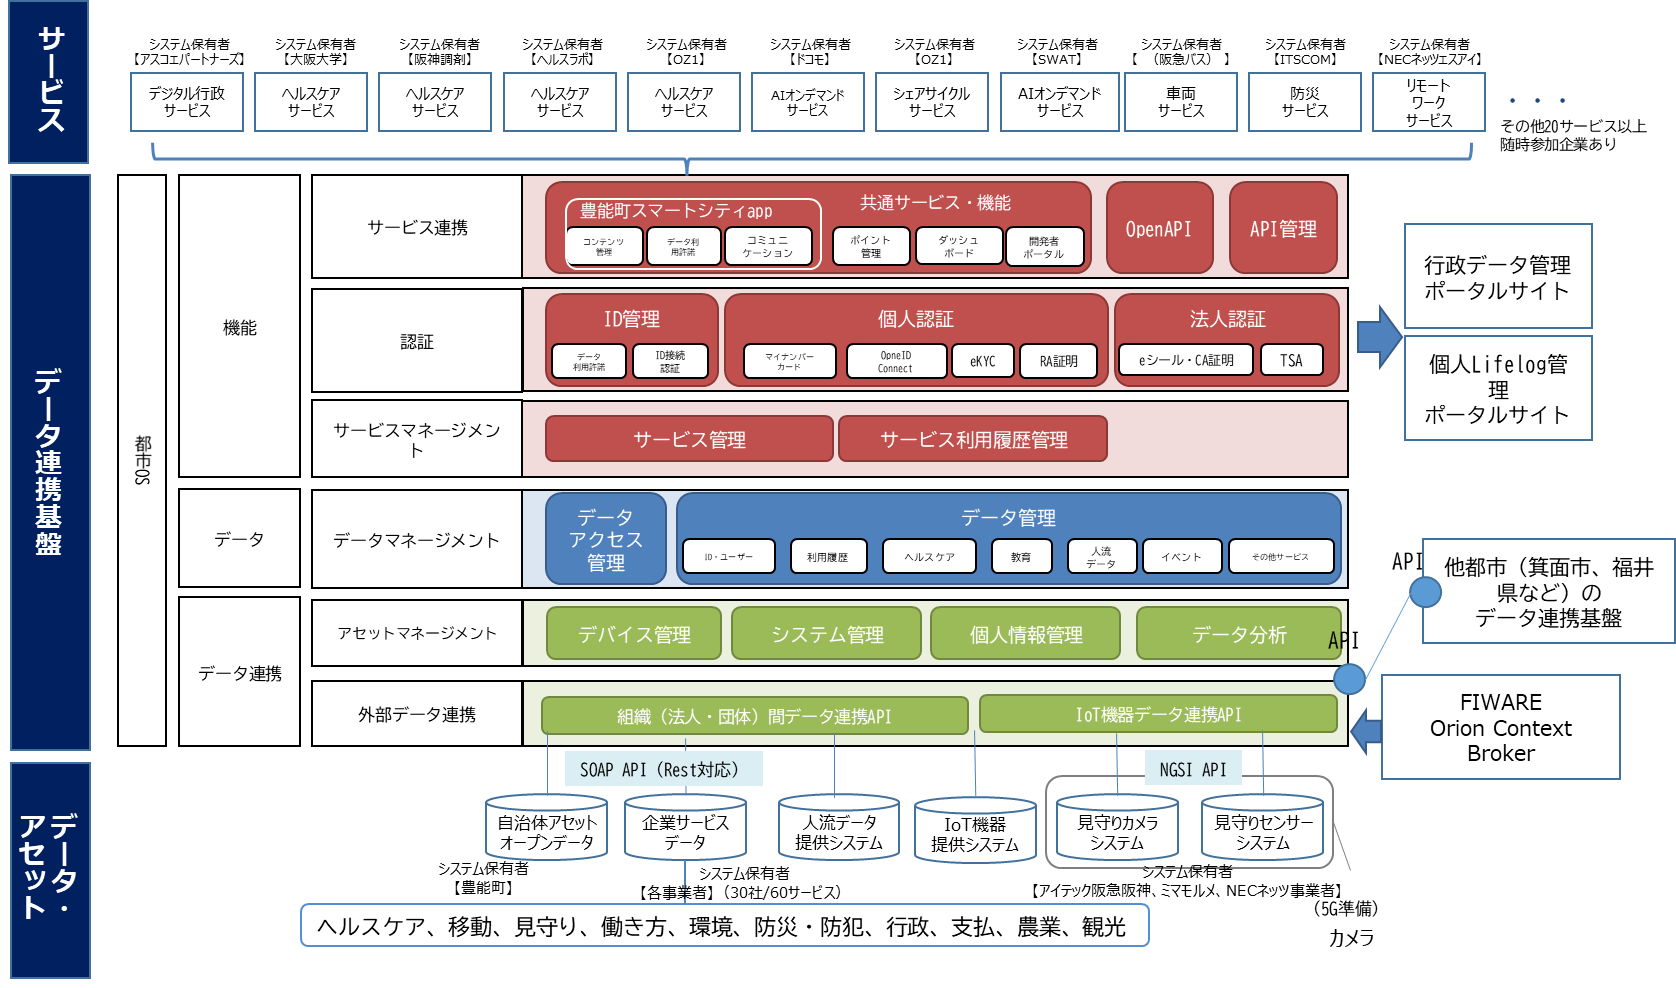 サービス
システム保有者
【アスコエパートナーズ】
デジタル行政
サービス
システム保有者
【大阪大学】
ヘルスケア
サービス
システム保有者
【阪神調剤】
ヘルスケア
サービス
システム保有者
【ヘルスラボ】
ヘルスケア
サービス
システム保有者
【OZ1】
ヘルスケア
サービス
システム保有者
【ドコモ】
AIオンデマンド
サービス
システム保有者
【OZ1】
シェアサイクル
サービス
システム保有者
【SWAT】
AIオンデマンド
サービス
システム保有者
【 （阪急バス） 】
車両
サービス
システム保有者
【ITSCOM】
防災
サービス
システム保有者
【NECネッツエスアイ】
リモート
ワーク
サービス
・・・
その他20サービス以上
随時参加企業あり
データ連携基盤
都市OS
機能
サービス連携
豊能町スマートシティapp
コンテンツ
管理
データ利
用許諾
コミュニ
ケーション
共通サービス・機能
ポイント
管理
ダッシュ
ボード
開発者
ポータル
OpenAPI
API管理
認証
ID管理
データ
利用許諾
ID接続
認証
個人認証
マイナンバー
カード
OpneID
Connect
eKYC
RA証明
法人認証
eシール・CA証明
TSA
サービスマネージメン
ト
サービス管理
サービス利用履歴管理
行政データ管理
ポータルサイト
個人Lifelog管
理
ポータルサイト
データ
データマネージメント
データ
アクセス
管理
データ管理
ID・ユーザー
利用履歴
ヘルスケア
教育
人流
データ
イベント
その他サービス
データ連携
アセットマネージメント
デバイス管理
システム管理
個人情報管理
データ分析
API
API
他都市（箕面市、福井
県など）の
データ連携基盤
外部データ連携
組織（法人・団体）間データ連携API
IoT機器データ連携API
FIWARE
Orion Context
Broker
データ・
アセット
SOAP API（Rest対応）
NGSI API
自治体アセット
オープンデータ
企業サービス
データ
人流データ
提供システム
IoT機器
提供システム
見守りカメラ
システム
見守りセンサー
システム
システム保有者
【豊能町】
システム保有者
【各事業者】（30社/60サービス）
システム保有者
【アイテック阪急阪神、ミマモルメ、NECネッツ事業者】
（5G準備）
カメラ
ヘルスケア、移動、見守り、働き方、環境、防災・防犯、行政、支払、農業、観光